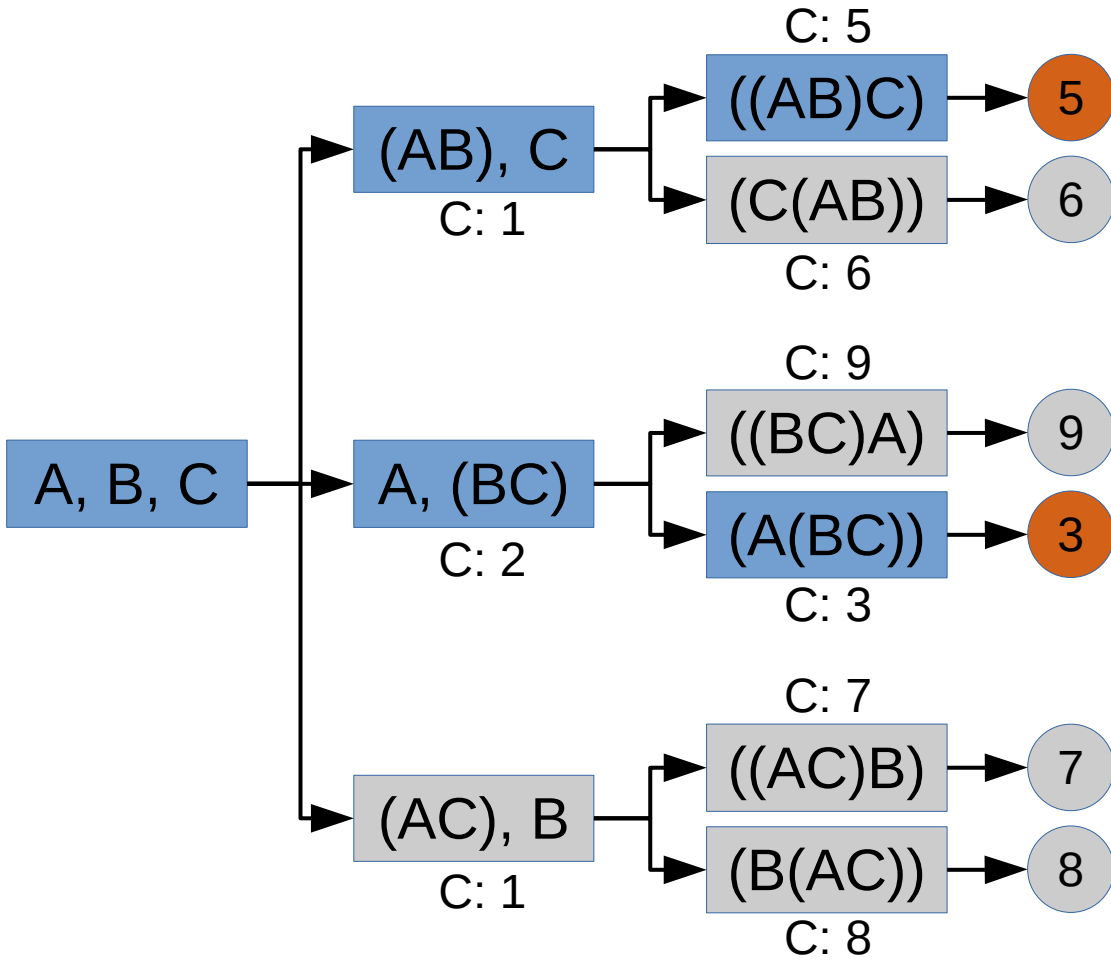 C: 5
((AB)C)
5
(AB), C
C: 1
(C(AB))
6
C: 6
C: 9
((BC)A)
9
A, B, C
A, (BC)
C: 2
(A(BC))
3
C: 3
C: 7
((AC)B)
7
(AC), B
C: 1
(B(AC))
8
C: 8